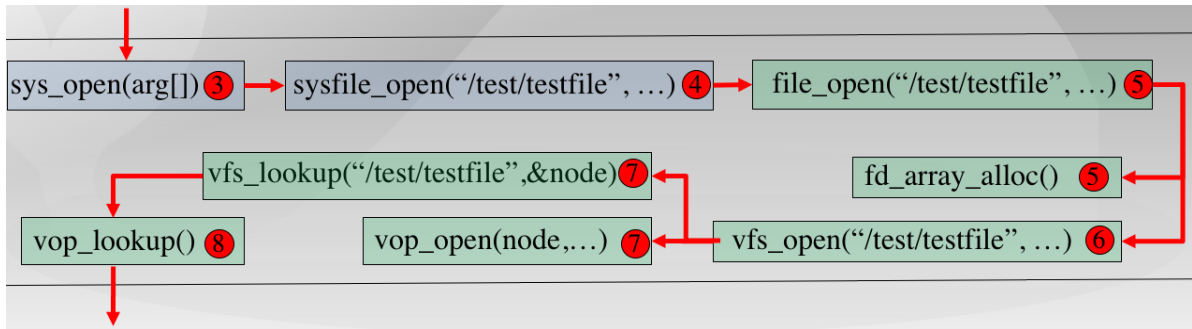 sys_open(arg[]) 3
sysfile_open(“/test/testfile”, …) 4
file_open(“/test/testfile”, …) 5
vfs_lookup(“/test/testfile”,&node) 7
fd_array_alloc() 5
vop_lookup() 8
vop_open(node,…) 7
vfs_open(“/test/testfile”, …) 6